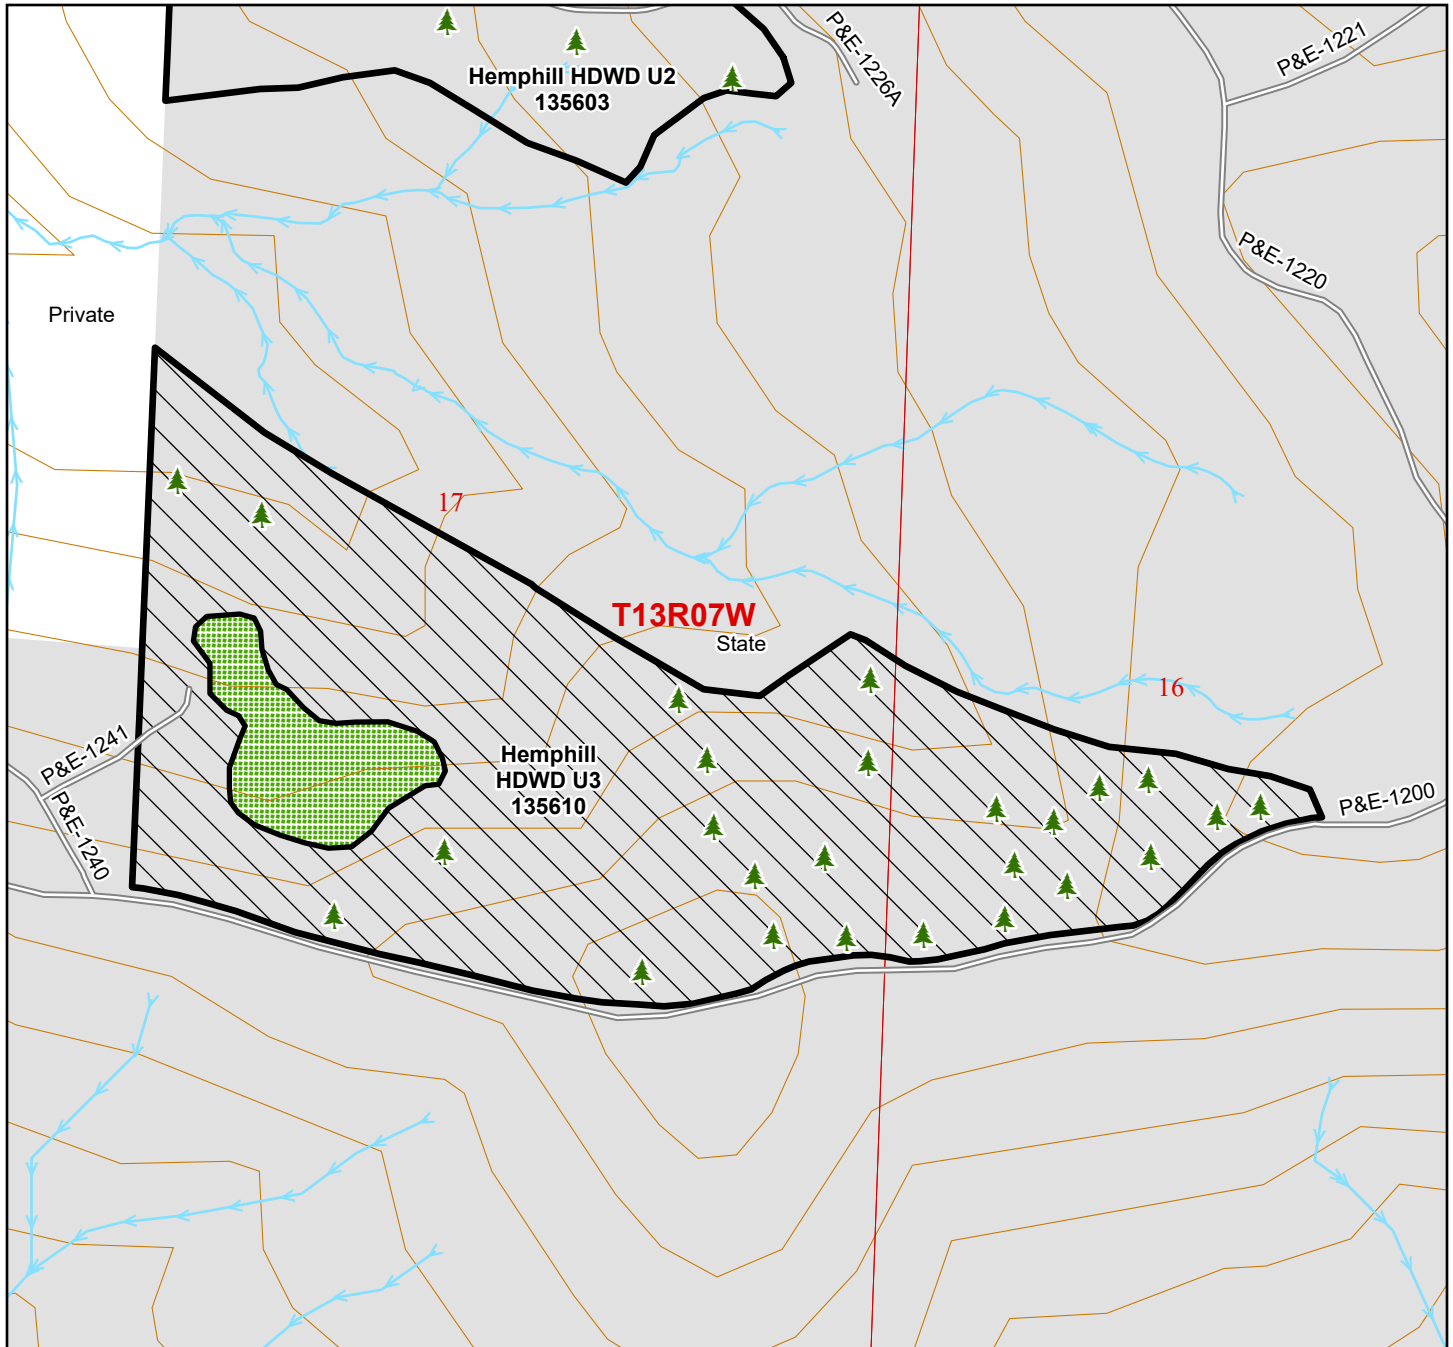 P&E-1226A
P&E-1221
Hemphill HDWD U2
135603
P&E-1220
Private
17
T13R07W
State
16
P&E-1241
Hemphill
HDWD U3
135610
P&E-1200
P&E-1240